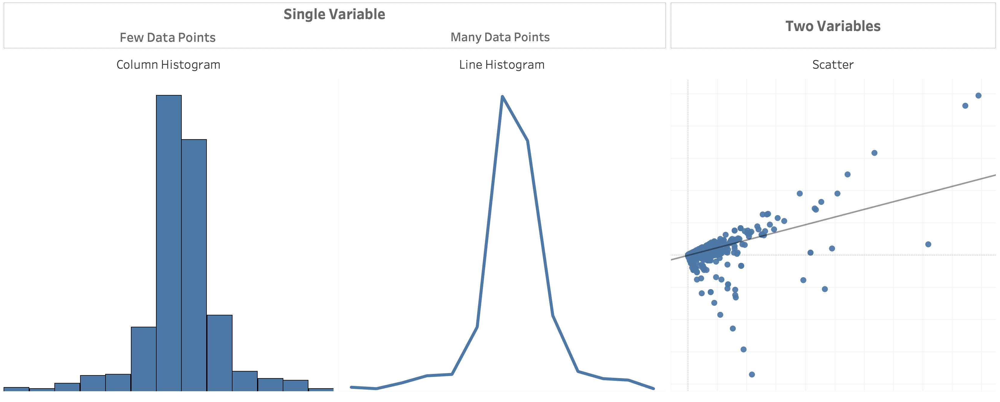 Single Variable
Few Data Points
Many Data Points
Two Variables
Column Histogram
Line Histogram
Scatter